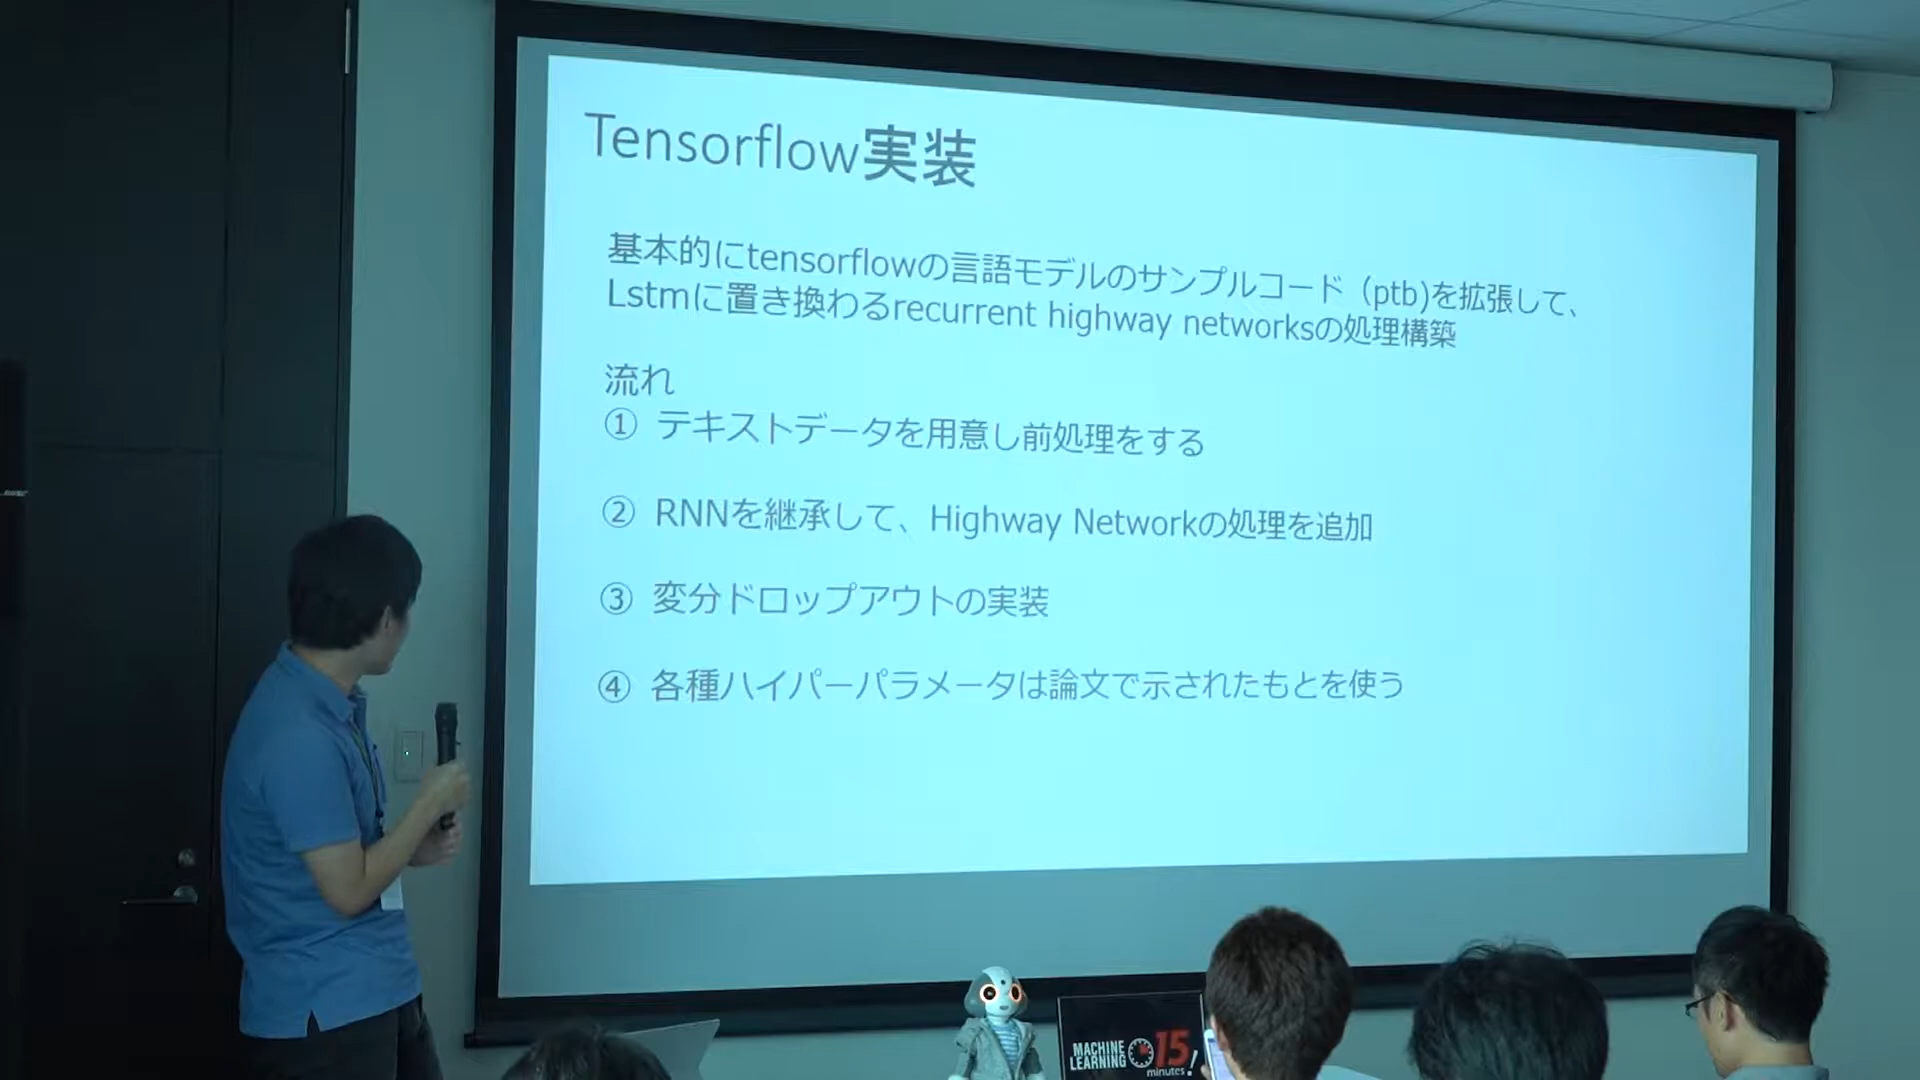 Tensorflow実装
基本的にtensorflowの言語モデルのサンプルコード（ptb)を拡張して、
Lstmに置き換わるrecurrent highway networksの処理構築
流れ
① テキストデータを用意し前処理をする
② RNNを継承して、Highway Networkの処理を追加
③ 変分ドロップアウトの実装
④ 各種ハイパーパラメータは論文で示されたもとを使う
MACHINE
LEARNING
15
minutes!